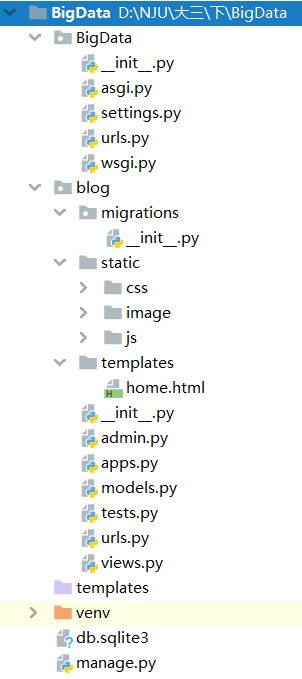 BigData D:\NJU\大三\下\BigData
BigData
__init__.py
asgi.py
settings.py
urls.py
wsgi.py
blog
migrations
__init__.py
static
css
image
js
templates
home.html
__init__.py
admin.py
apps.py
models.py
tests.py
urls.py
views.py
templates
venv
db.sqlite3
manage.py